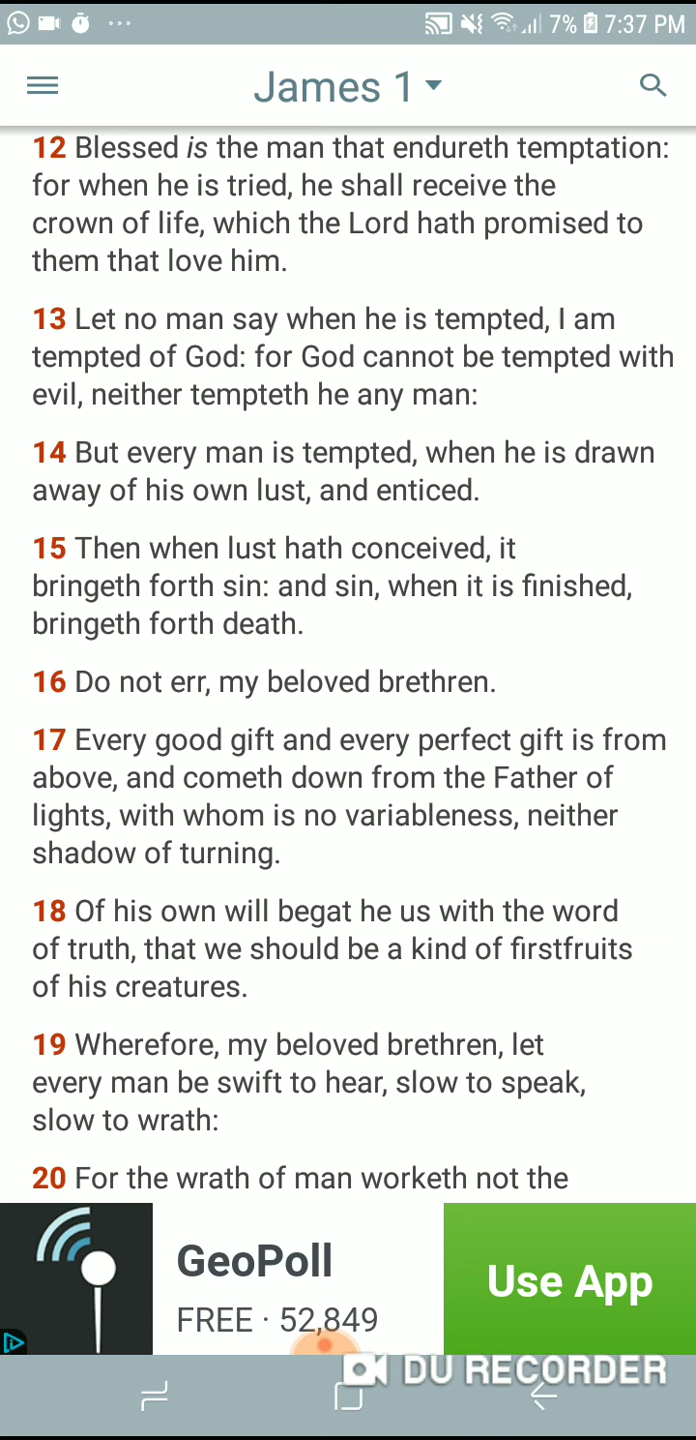 7% 7:37 PM
James 1
12 Blessed is the man that endureth temptation:
for when he is tried, he shall receive the
crown of life, which the Lord hath promised to
them that love him.
13 Let no man say when he is tempted, I am
tempted of God: for God cannot be tempted with
evil, neither tempteth he any man:
14 But every man is tempted, when he is drawn
away of his own lust, and enticed.
15 Then when lust hath conceived, it
bringeth forth sin: and sin, when it is finished,
bringeth forth death.
16 Do not err, my beloved brethren.
17 Every good gift and every perfect gift is from
above, and cometh down from the Father of
lights, with whom is no variableness, neither
shadow of turning.
18 Of his own will begat he us with the word
of truth, that we should be a kind of firstfruits
of his creatures.
19 Wherefore, my beloved brethren, let
every man be swift to hear, slow to speak,
slow to wrath:
20 For the wrath of man worketh not the
GeoPoll
Use App
FREE · 52,849
DU RECORDER